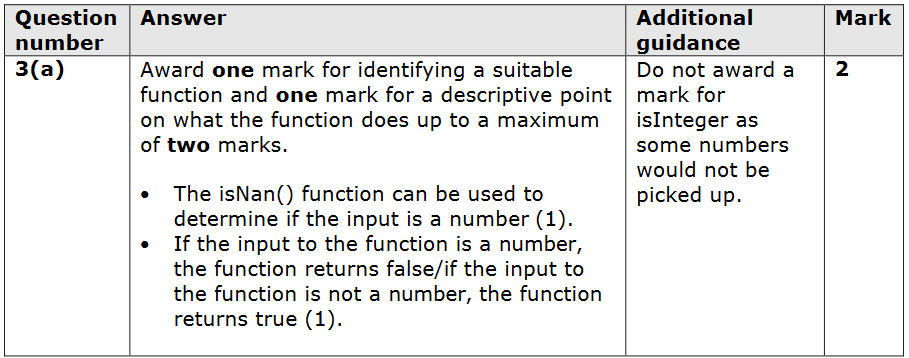 Question number
Answer
Additional guidance
Mark
3(a)
Award one mark for identifying a suitable
function and one mark for a descriptive point
on what the function does up to a maximum
of two marks.
• The isNan() function can be used to
determine if the input is a number (1).
• If the input to the function is a number,
the function returns false/if the input to
the function is not a number, the function
returns true (1).
Do not award a
mark for
isInteger as
some numbers
would not be
picked up.
2